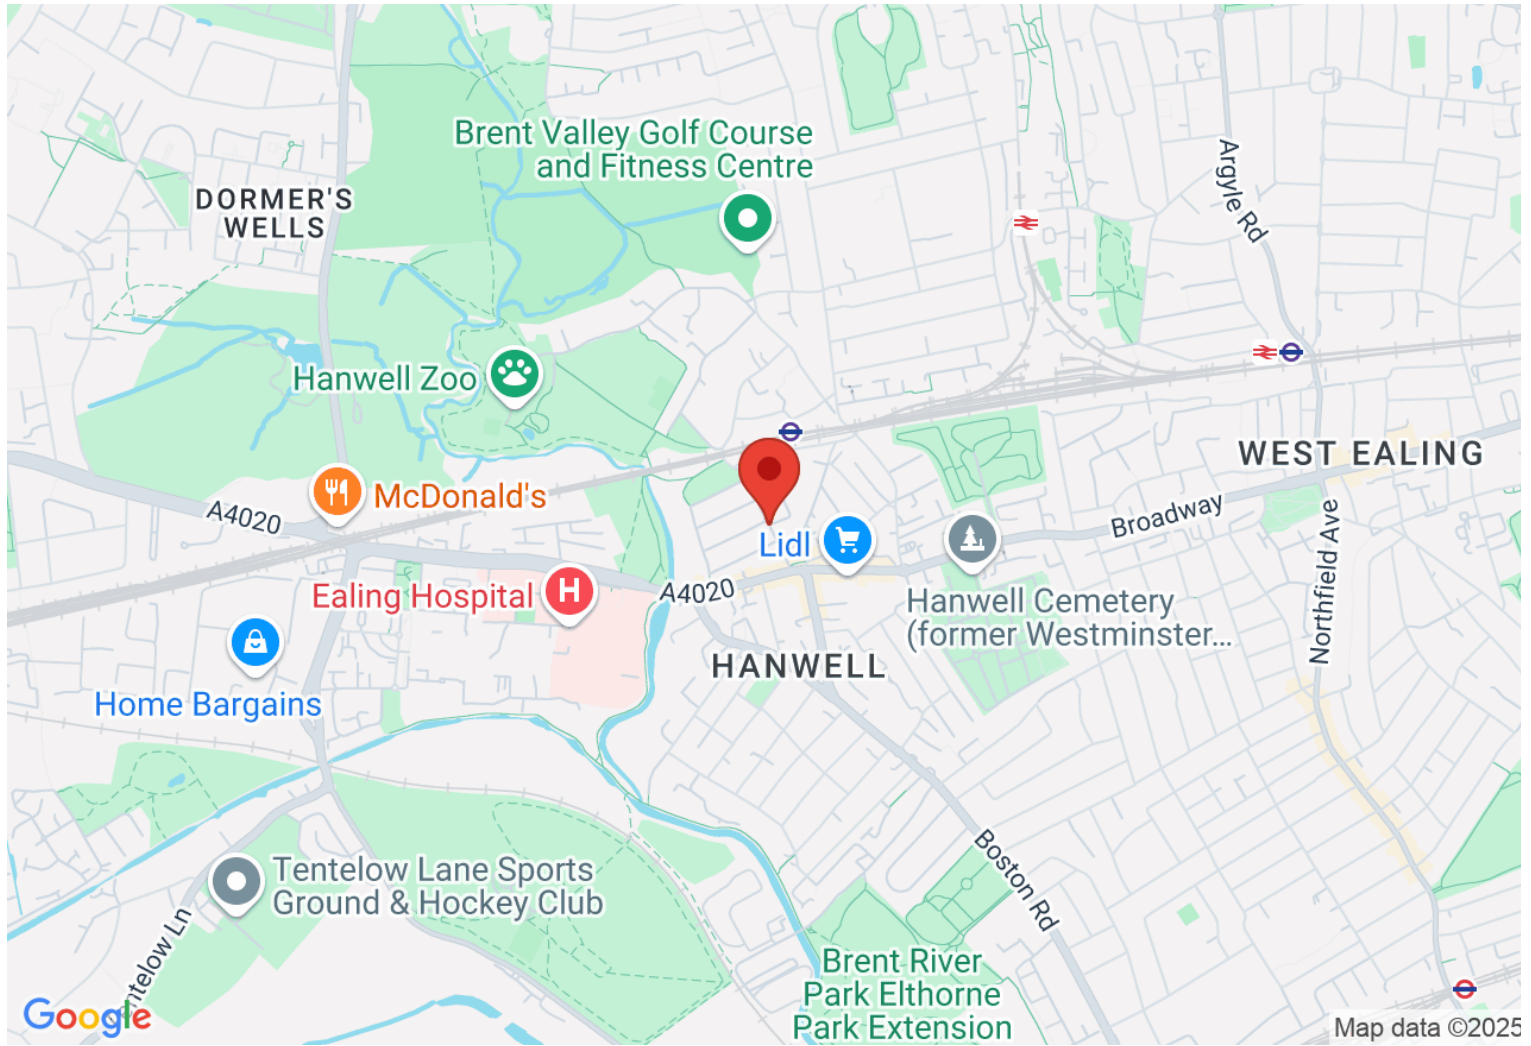 Brent Valley Golf Course
and Fitness Centre
Argyle Rd
DORMER'S
WELLS
Hanwell Zoo
WEST EALING
McDonald's
A4020
Broadway
Lidl
Northfield Ave
Ealing Hospital
H
A4020
Hanwell Cemetery
(former Westminster...
HANWELL
Home Bargains
Boston Rd
Tentelow Lane Sports
Ground & Hockey Club
entelow Ln
Brent River
Park Elthorne
Park Extension
Google
Map data ©2025